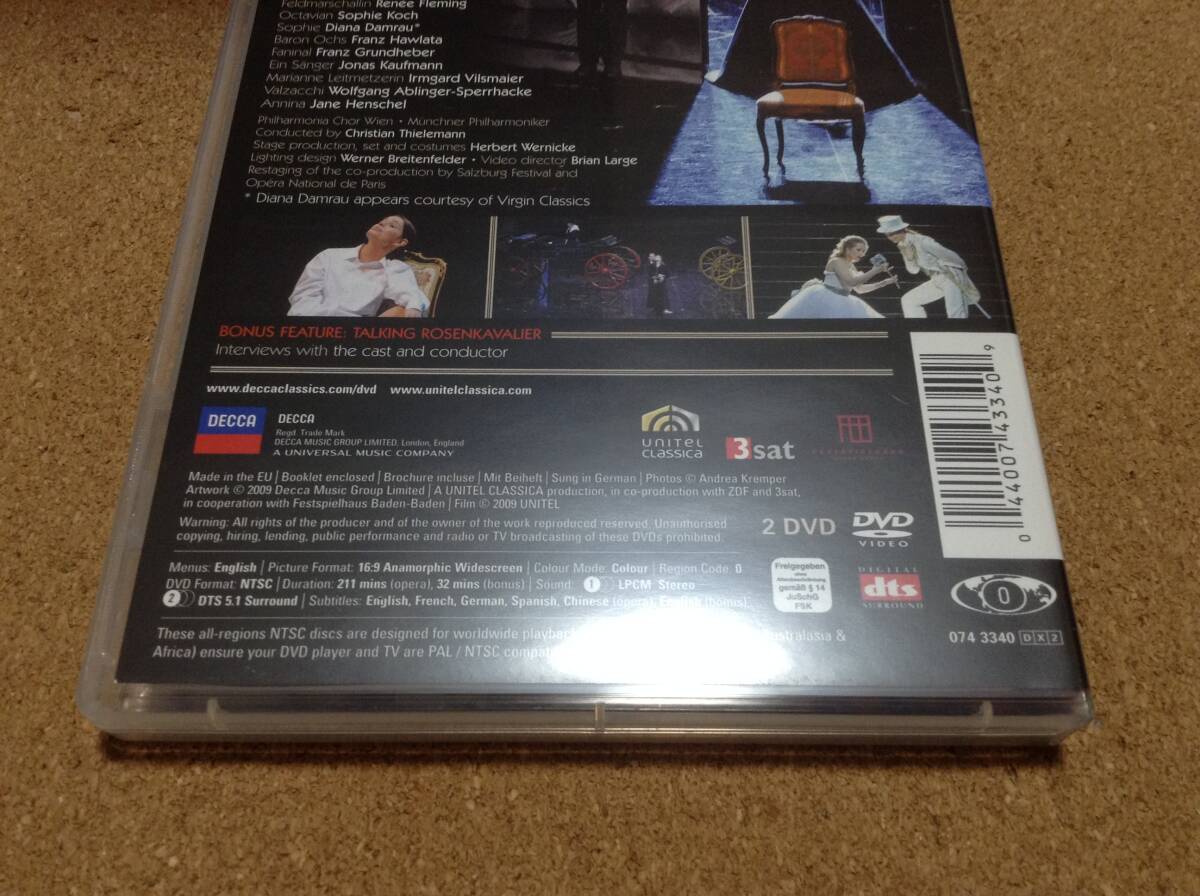 Feldmarschallin Renée Fleming
Octavian Sophie Koch
Sophie Diana Damrau*
Baron Ochs Franz Hawlata
Faninal Franz Grundheber
Ein Sänger Jonas Kaufmann
Marianne Leitmetzerin Irmgard Vilsmaier
Valzacchi Wolfgang Ablinger-Sperrhacke
Annina Jane Henschel
Philharmonia Chor Wien • Münchner Philharmoniker
Conducted by Christian Thielemann
Stage production, set and costumes Herbert Wernicke
Lighting design Werner Breitenfelder • Video director Brian Large
Restaging of the co-production by Salzburg Festival and
Opéra National de Paris
* Diana Damrau appears courtesy of Virgin Classics
BONUS FEATURE: TALKING ROSENKAVALIER
Interviews with the cast and conductor
www.deccaclassics.com/dvd www.unitelclassica.com
DECCA
DECCA
Regd. Trade Mark
DECCA MUSIC GROUP LIMITED, London, England
A UNIVERSAL MUSIC COMPANY
UNITEL
CLASSICA
3sat
Made in the EU | Booklet enclosed | Brochure incluse | Mit Beiheft | Sung in German | Photos © Andrea Kremper
Artwork © 2009 Decca Music Group Limited | A UNITEL CLASSICA production, in co-production with ZDF and 3sat,
in cooperation with Festspielhaus Baden-Baden | Film © 2009 UNITEL
Warning: All rights of the producer and of the owner of the work reproduced reserved. Unauthorised
copying, hiring, lending, public performance and radio or TV broadcasting of these DVDs prohibited.
2 DVD
DVD
VIDEO
Menus: English | Picture Format: 16:9 Anamorphic Widescreen | Colour Mode: Colour | Region Code: 0
DVD Format: NTSC | Duration: 211 mins (opera), 32 mins (bonus) | Sound: 1 LPCM Stereo
2 DTS 5.1 Surround | Subtitles: English, French, German, Spanish, Chinese (opera), English (bonus)
Freigegeben
ohne
Altersbeschränkung
gemäß § 14
JuSchG
FSK
DIGITAL
dts
SURROUND
0
074 3340 DX2
These all-regions NTSC discs are designed for worldwide playback &
Africa) ensure your DVD player and TV are PAL / NTSC
0 44007 43340 9